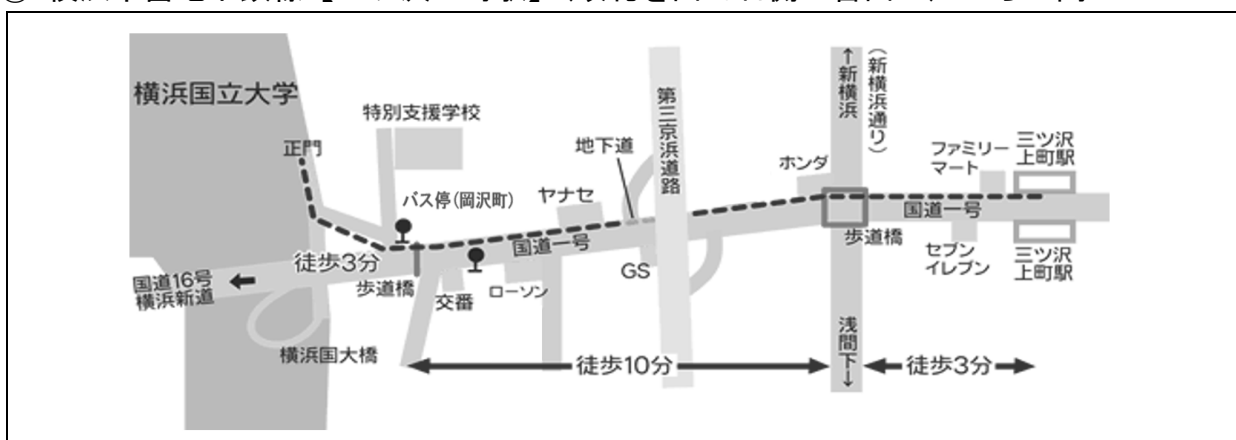 横浜国立大学
特別支援学校
正門
バス停(岡沢町)
ヤナセ
地下道
第三京浜道路
ホンダ
↑新横浜
(新横浜通り)
ファミリー
マート
三ツ沢
上町駅
国道一号
国道一号
歩道橋
セブン
イレブン
三ツ沢
上町駅
徒歩3分
国道16号
横浜新道
歩道橋
交番
ローソン
GS
横浜国大橋
徒歩10分
浅間下↓
徒歩3分